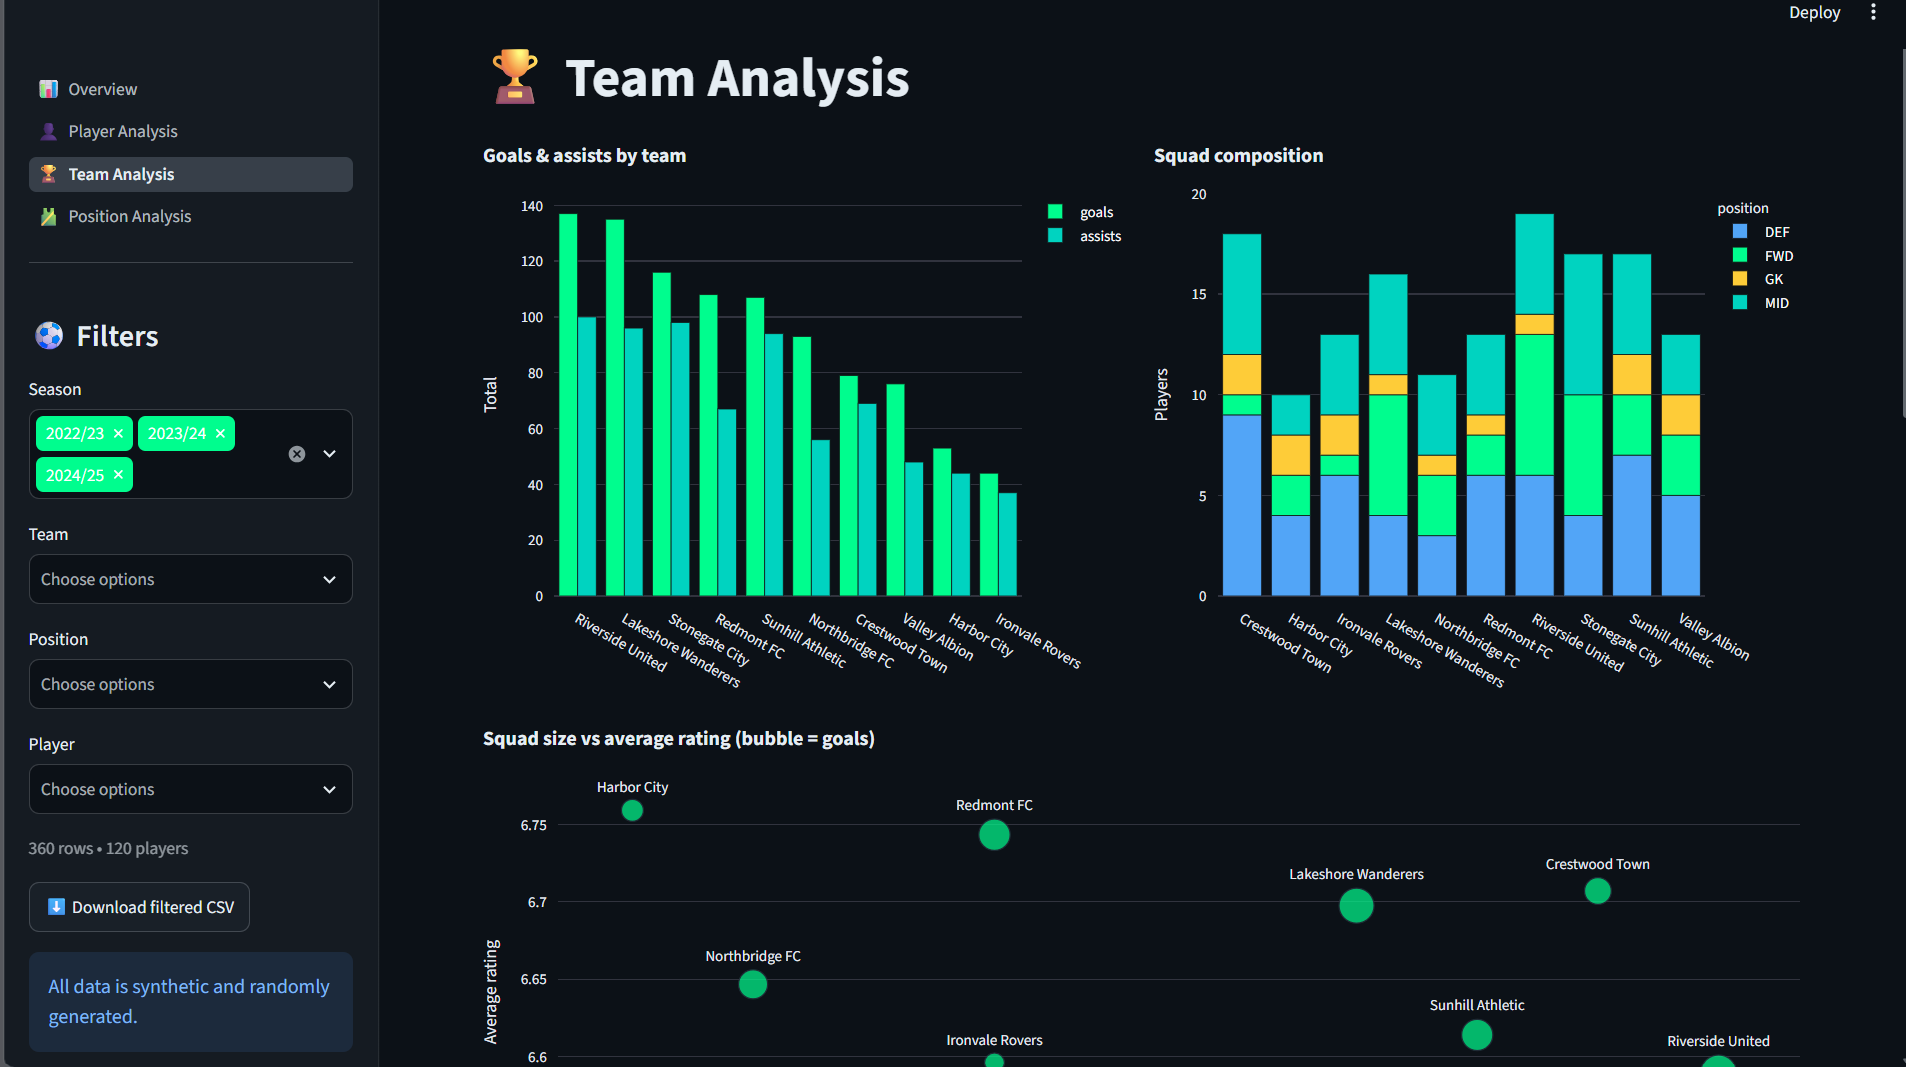 Deploy
Overview
Player Analysis
Team Analysis
Position Analysis
Filters
Season
2022/23
2023/24
2024/25
Team
Choose options
Position
Choose options
Player
Choose options
360 rows • 120 players
Download filtered CSV
All data is synthetic and randomly
generated.
Team Analysis
Goals & assists by team
140
120
100
80
60
40
20
0
Total
Riverside United
Lakeshore Wanderers
Stonegate City
Redmont FC
Sunhill Athletic
Northbridge FC
Crestwood Town
Valley Albion
Harbor City
Ironvale Rovers
goals
assists
Squad composition
20
15
10
5
0
Players
Crestwood Town
Harbor City
Ironvale Rovers
Lakeshore Wanderers
Northbridge FC
Redmont FC
Riverside United
Stonegate City
Sunhill Athletic
Valley Albion
position
DEF
FWD
GK
MID
Squad size vs average rating (bubble = goals)
Harbor City
Redmont FC
6.75
Crestwood Town
Lakeshore Wanderers
6.7
Northbridge FC
6.65
Average rating
Sunhill Athletic
Ironvale Rovers
Riverside United
6.6